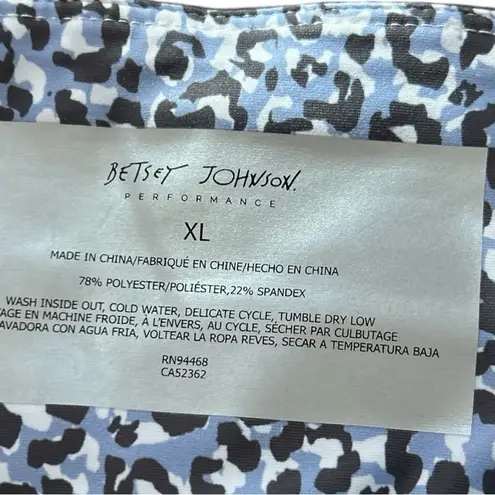 BETSEY JOHNSON.
PERFORMANCE
XL
MADE IN CHINA/FABRIQUÉ EN CHINE/HECHO EN CHINA
78% POLYESTER/POLIÉSTER,22% SPANDEX
WASH INSIDE OUT, COLD WATER, DELICATE CYCLE, TUMBLE DRY LOW
EN MACHINE FROIDE, À L'ENVERS, AU CYCLE, SÉCHER PAR CULBUTAGE
CON AGUA FRIA, VOLTEAR LA ROPA REVES, SECAR A TEMPERATURA BAJA
RN94468
CA52362